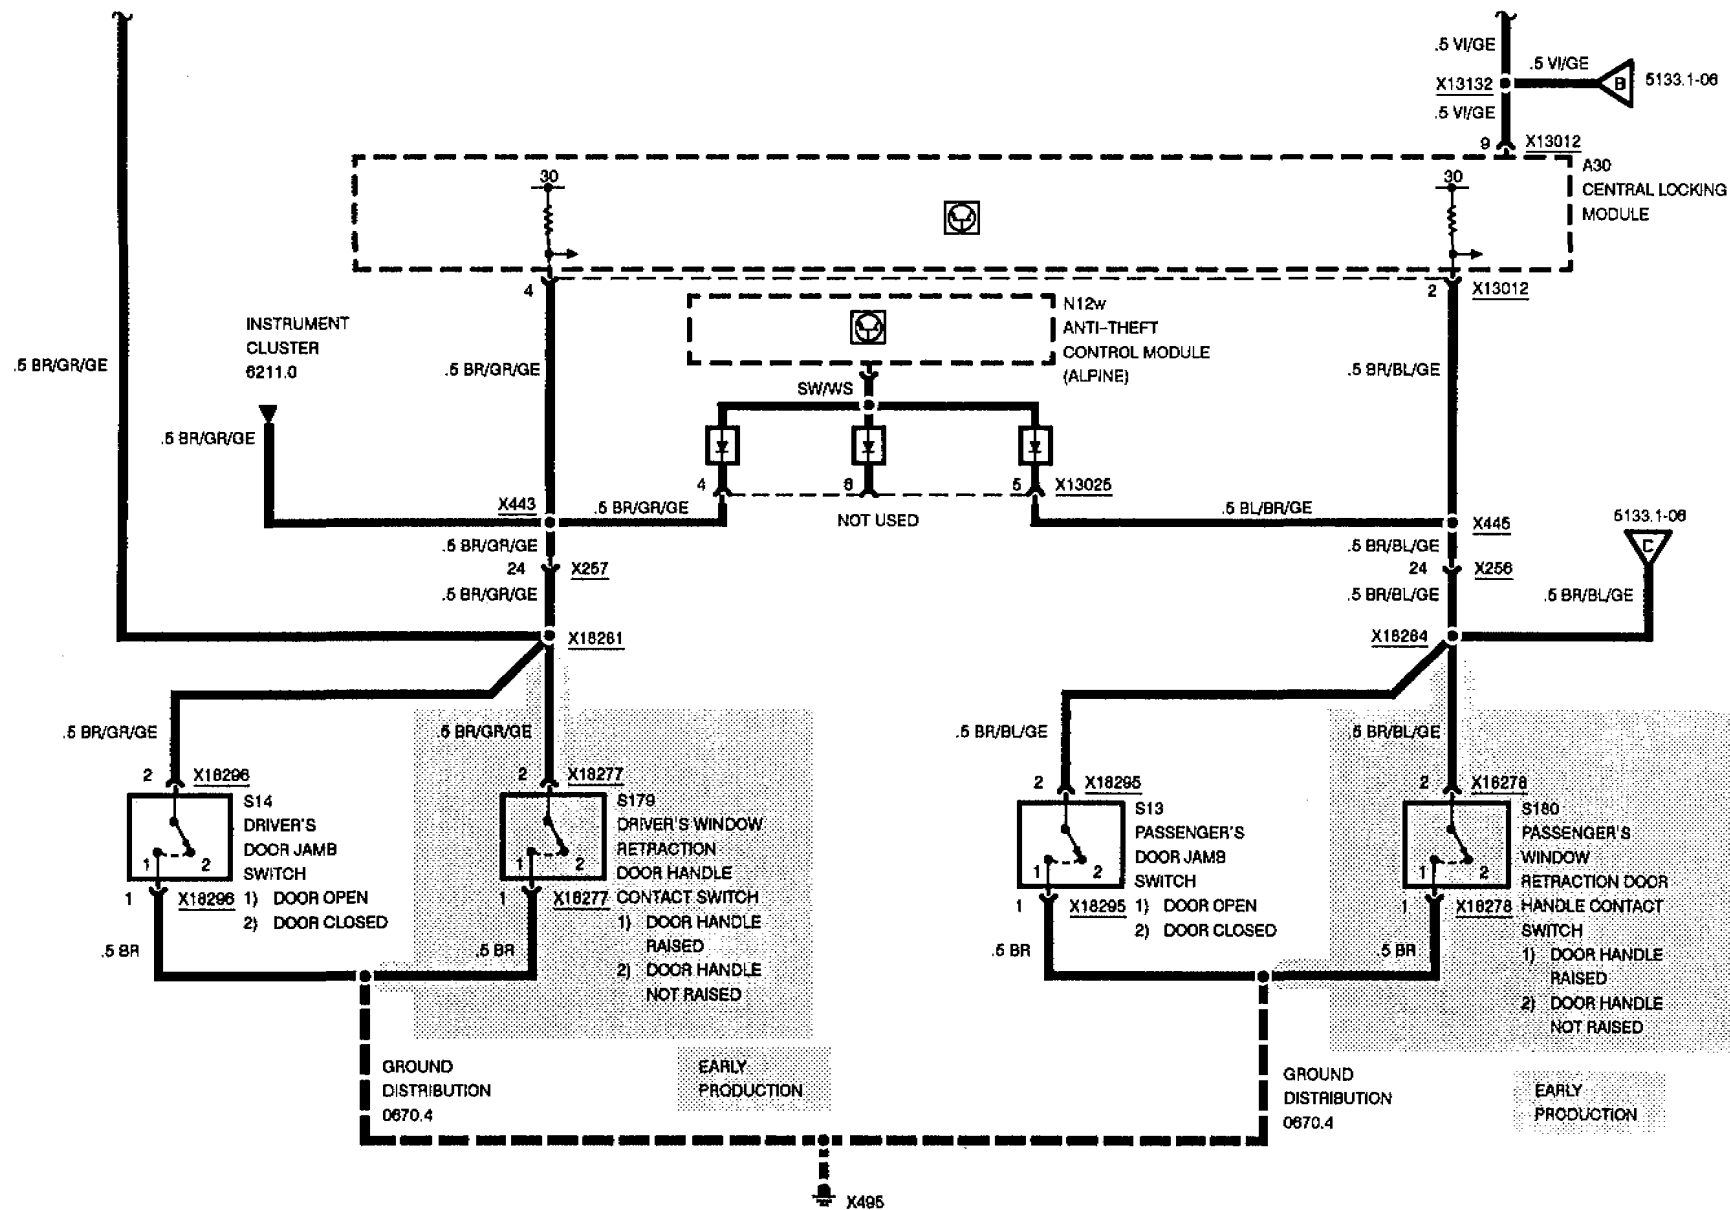 .5 VI/GE
.5 VI/GE
X13132
B
5133.1-06
.5 VI/GE
9
X13012
A30
CENTRAL LOCKING
MODULE
30
30
4
2
X13012
N12w
ANTI-THEFT
CONTROL MODULE
(ALPINE)
INSTRUMENT
CLUSTER
6211.0
.5 BR/GR/GE
.5 BR/GR/GE
.5 BR/BL/GE
SW/WS
.5 BR/GR/GE
4
6
5
X13025
X443
.5 BR/GR/GE
NOT USED
.5 BL/BR/GE
X445
5133.1-06
C
.5 BR/GR/GE
.5 BR/BL/GE
24
X257
24
X256
.5 BR/GR/GE
.5 BR/BL/GE
.5 BR/BL/GE
X18281
X18284
.5 BR/GR/GE
.5 BR/GR/GE
.5 BR/BL/GE
.5 BR/BL/GE
2
X18296
2
X18277
2
X18295
2
X18278
S14
DRIVER'S
DOOR JAMB
SWITCH
1) DOOR OPEN
2) DOOR CLOSED
1
2
1
X18296
S179
DRIVER'S WINDOW
RETRACTION
DOOR HANDLE
CONTACT SWITCH
1) DOOR HANDLE
RAISED
2) DOOR HANDLE
NOT RAISED
1
2
1
X18277
S13
PASSENGER'S
DOOR JAMB
SWITCH
1) DOOR OPEN
2) DOOR CLOSED
1
2
1
X18295
S180
PASSENGER'S
WINDOW
RETRACTION DOOR
HANDLE CONTACT
SWITCH
1) DOOR HANDLE
RAISED
2) DOOR HANDLE
NOT RAISED
1
2
1
X18278
.5 BR
.5 BR
.5 BR
.5 BR
GROUND
DISTRIBUTION
0670.4
EARLY
PRODUCTION
GROUND
DISTRIBUTION
0670.4
EARLY
PRODUCTION
X495